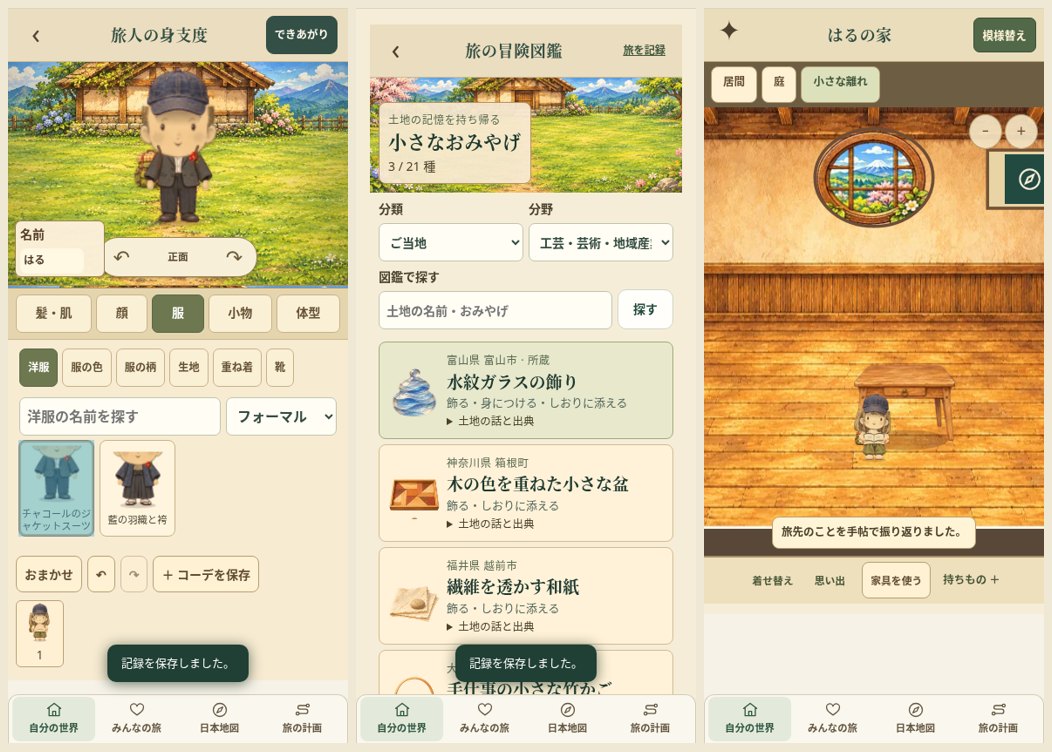 旅人の身支度
できあがり
名前
はる
正面
髪・肌
顔
服
小物
体型
洋服
服の色
服の柄
生地
重ね着
靴
洋服の名前を探す
フォーマル
チャコールのジ
ャケットスーツ
藍の羽織と袴
おまかせ
+ コーデを保存
1
記録を保存しました。
自分の世界
みんなの旅
日本地図
旅の計画
旅の冒険図鑑
旅を記録
土地の記憶を持ち帰る
小さなおみやげ
3 / 21 種
分類
分野
ご当地
工芸・芸術・地域産
図鑑で探す
土地の名前・おみやげ
探す
富山県 富山市・所蔵
水紋ガラスの飾り
飾る・身につける・しおりに添える
▶ 土地の話と出典
神奈川県 箱根町
木の色を重ねた小さな盆
飾る・しおりに添える
▶ 土地の話と出典
福井県 越前市
繊維を透かす和紙
飾る・しおりに添える
▶ 土地の話と出典
手仕事の小さな竹かご
記録を保存しました。
自分の世界
みんなの旅
日本地図
旅の計画
はるの家
模様替え
居間
庭
小さな離れ
-
+
旅先のことを手帖で振り返りました。
着せ替え
思い出
家具を使う
持ちもの +
自分の世界
みんなの旅
日本地図
旅の計画